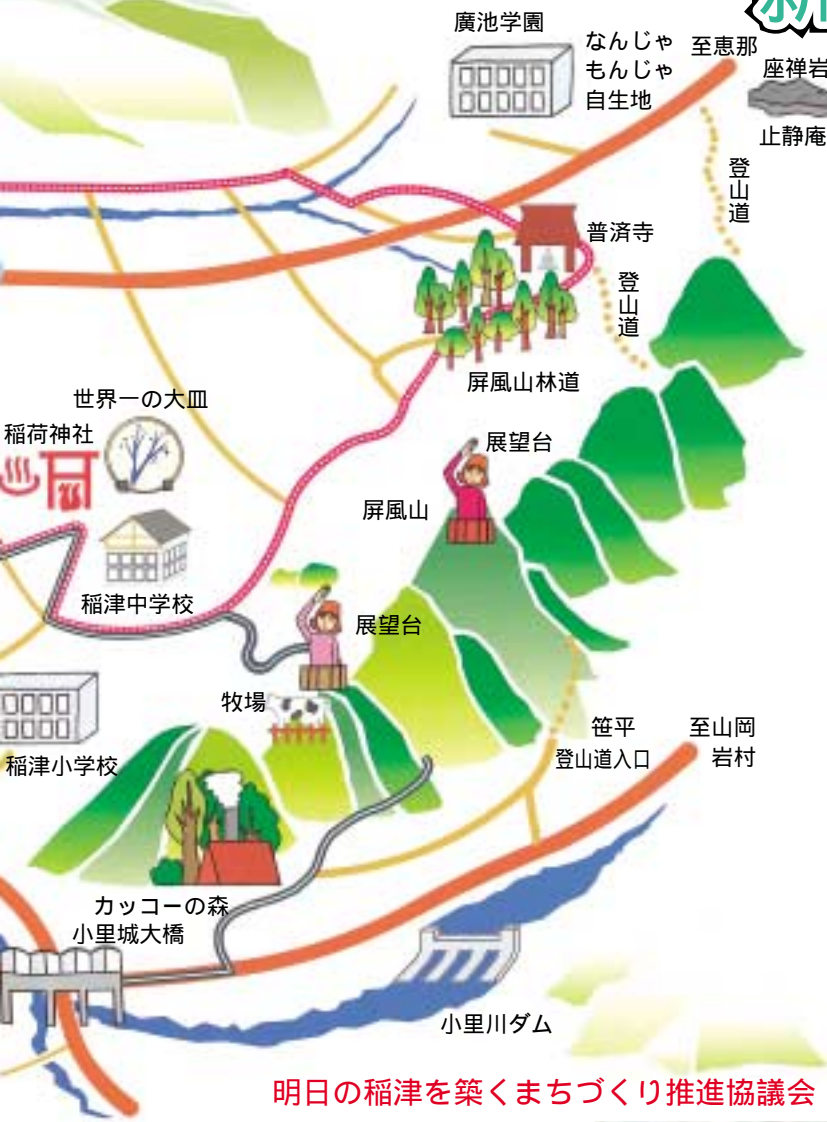 廣池学園
なんじゃ
もんじゃ
自生地
至恵那
座禅岩
止静庵
登山道
普済寺
登山道
屏風山林道
世界一の大皿
稲荷神社
展望台
屏風山
稲津中学校
展望台
牧場
笹平
登山道入口
至山岡
岩村
稲津小学校
カッコーの森
小里城大橋
小里川ダム
明日の稲津を築くまちづくり推進協議会